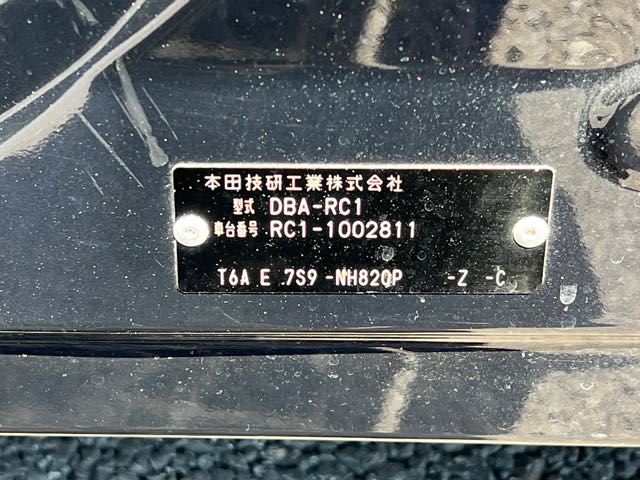 本田技研工業株式会社
型式 DBA-RC1
車台番号 RC1-1002811
T6A E 7S9 -NH820P -Z -C